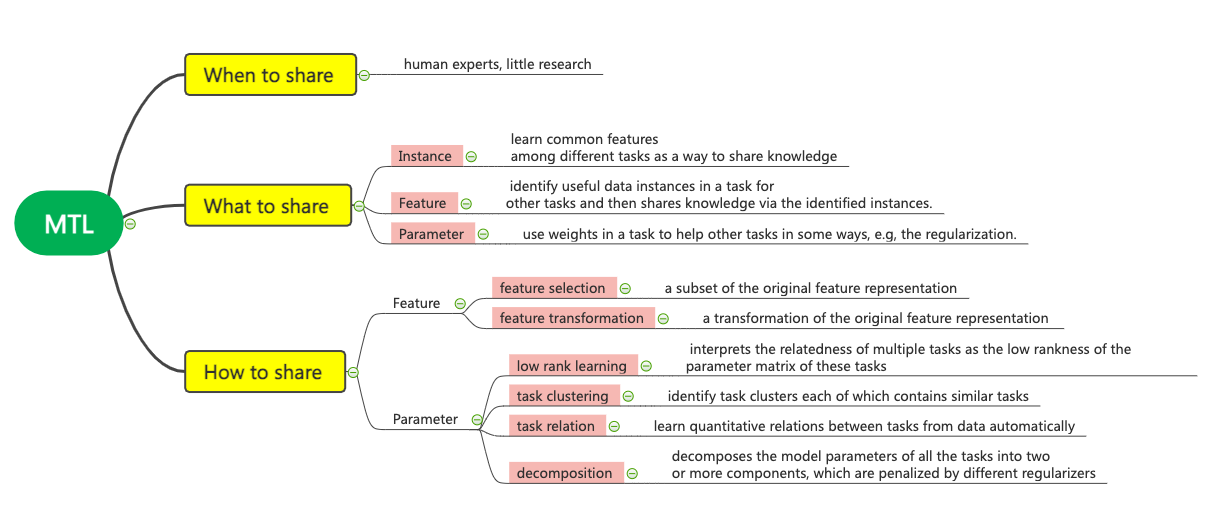 MTL
When to share
human experts, little research
What to share
Instance
learn common features
among different tasks as a way to share knowledge
Feature
identify useful data instances in a task for
other tasks and then shares knowledge via the identified instances.
Parameter
use weights in a task to help other tasks in some ways, e.g, the regularization.
How to share
Feature
feature selection
a subset of the original feature representation
feature transformation
a transformation of the original feature representation
Parameter
low rank learning
interprets the relatedness of multiple tasks as the low rankness of the
parameter matrix of these tasks
task clustering
identify task clusters each of which contains similar tasks
task relation
learn quantitative relations between tasks from data automatically
decomposition
decomposes the model parameters of all the tasks into two
or more components, which are penalized by different regularizers